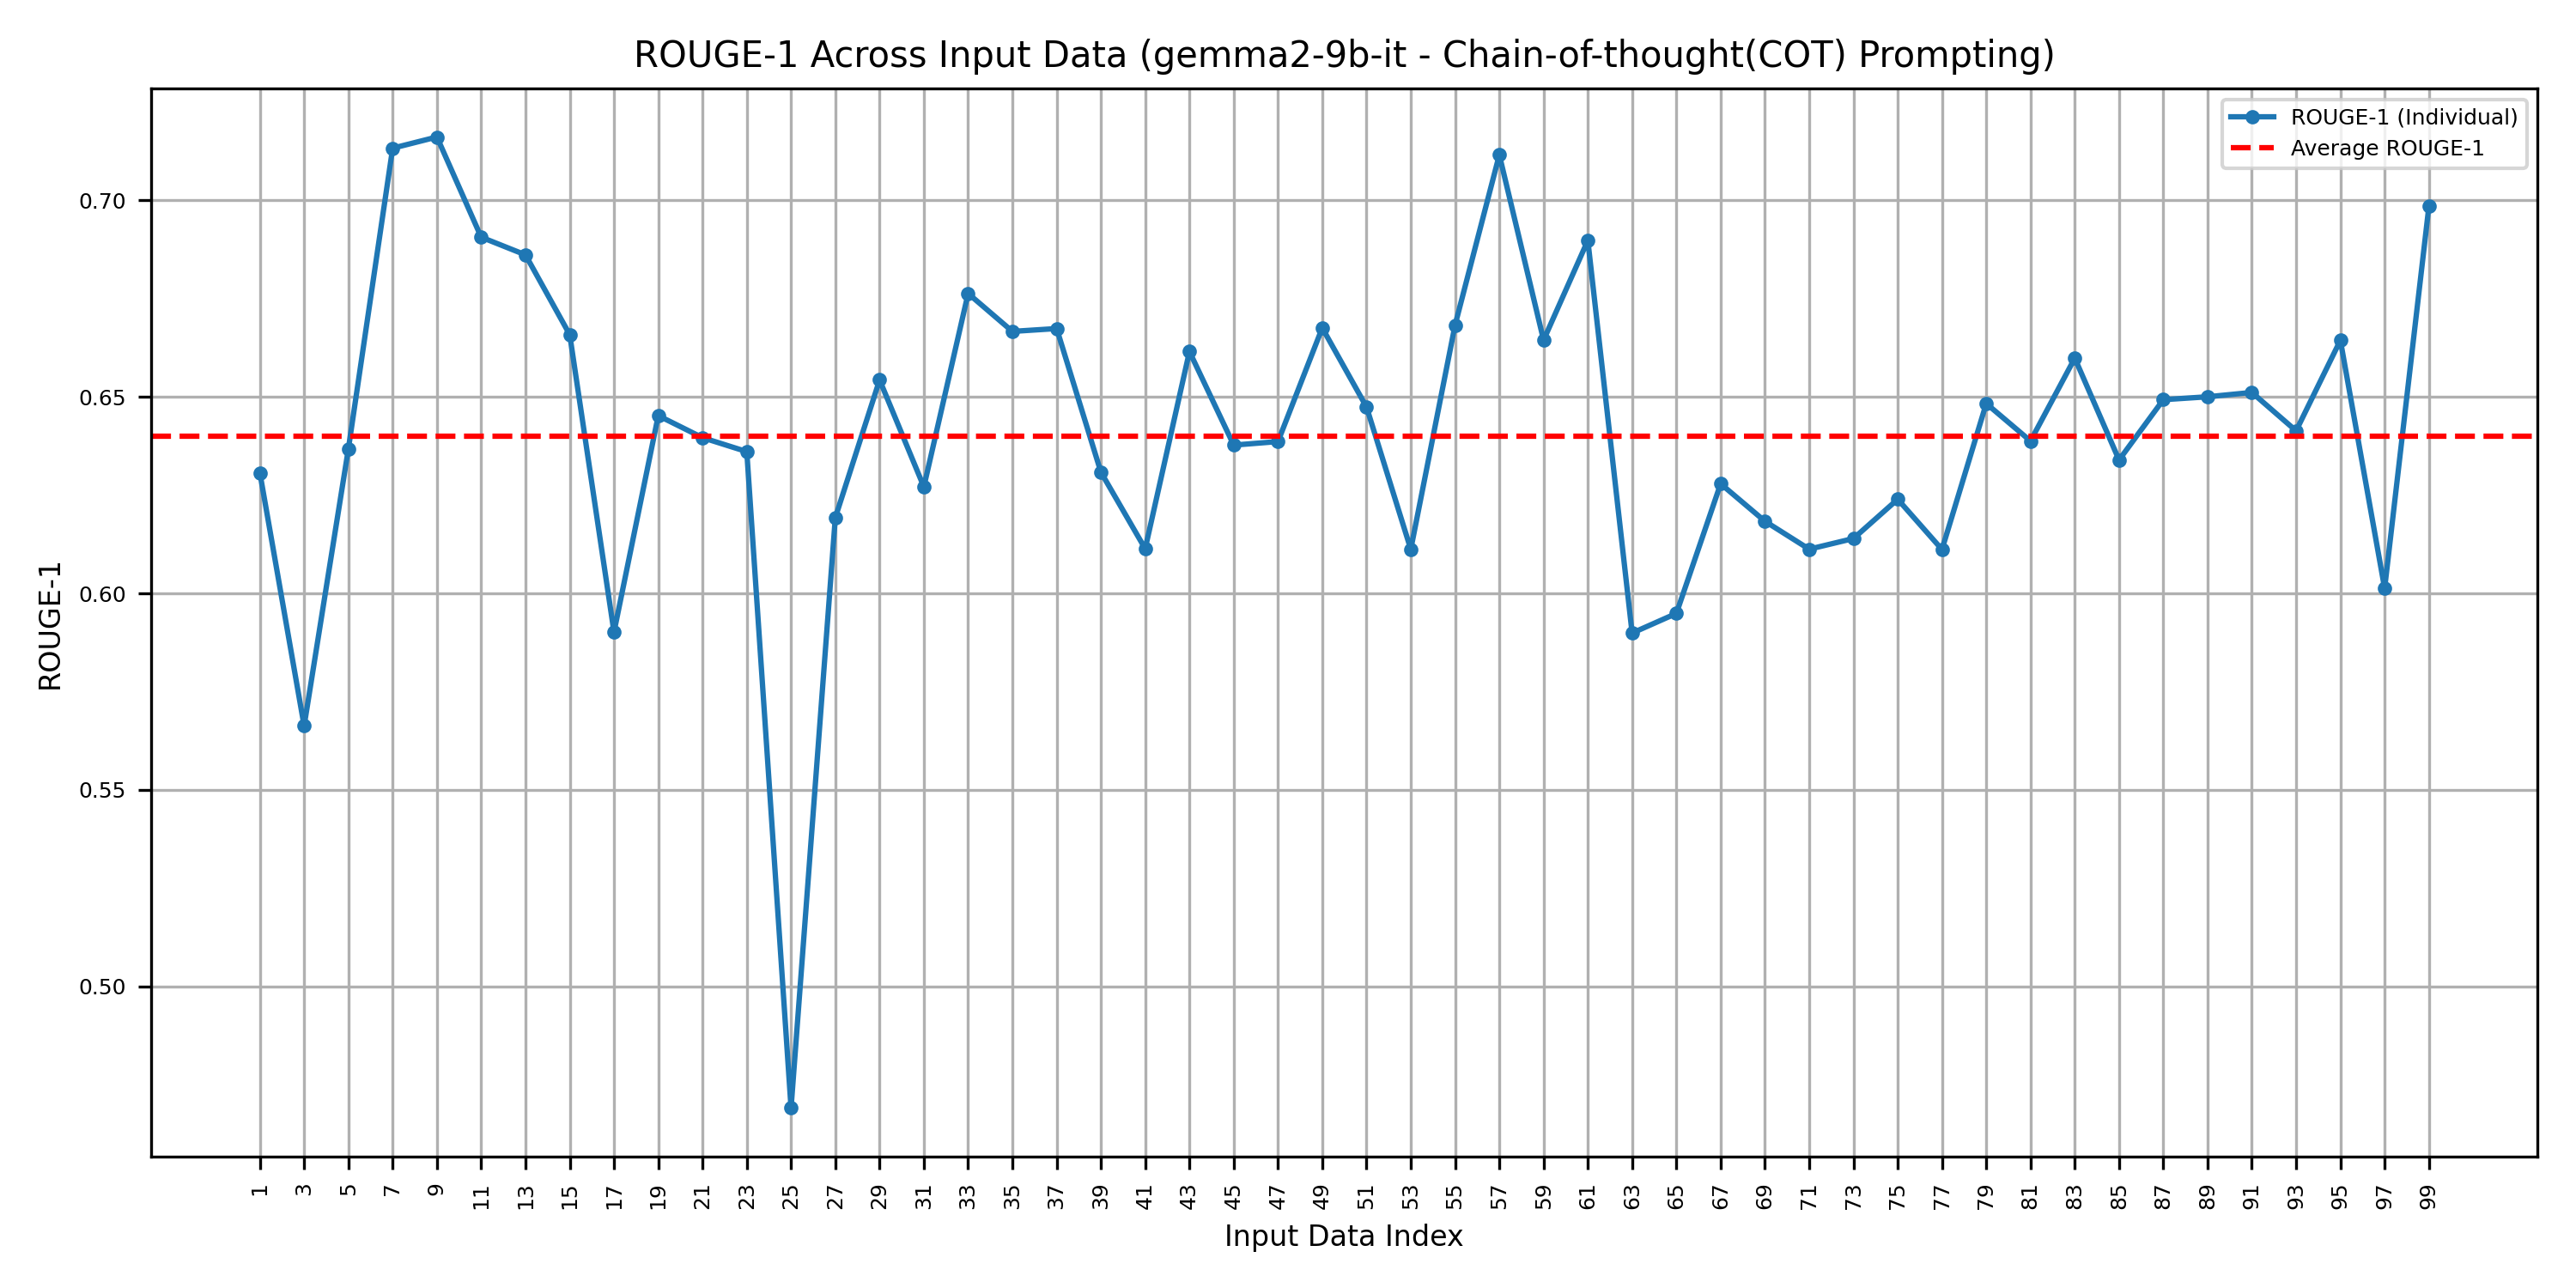 ROUGE-1 Across Input Data (gemma2-9b-it - Chain-of-thought(COT) Prompting)
ROUGE-1 (Individual)
Average ROUGE-1
0.70
0.65
0.60
0.55
0.50
ROUGE-1
1 3 5 7 9 11 13 15 17 19 21 23 25 27 29 31 33 35 37 39 41 43 45 47 49 51 53 55 57 59 61 63 65 67 69 71 73 75 77 79 81 83 85 87 89 91 93 95 97 99
Input Data Index